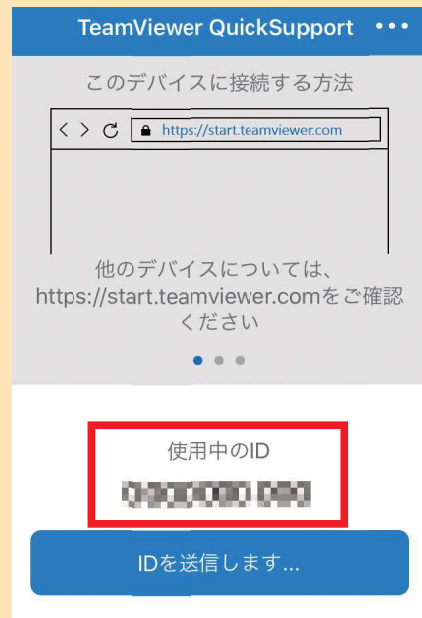 TeamViewer QuickSupport •••
このデバイスに接続する方法
https://start.teamviewer.com
他のデバイスについては、
https://start.teamviewer.comをご確認
ください
使用中のID
IDを送信します...